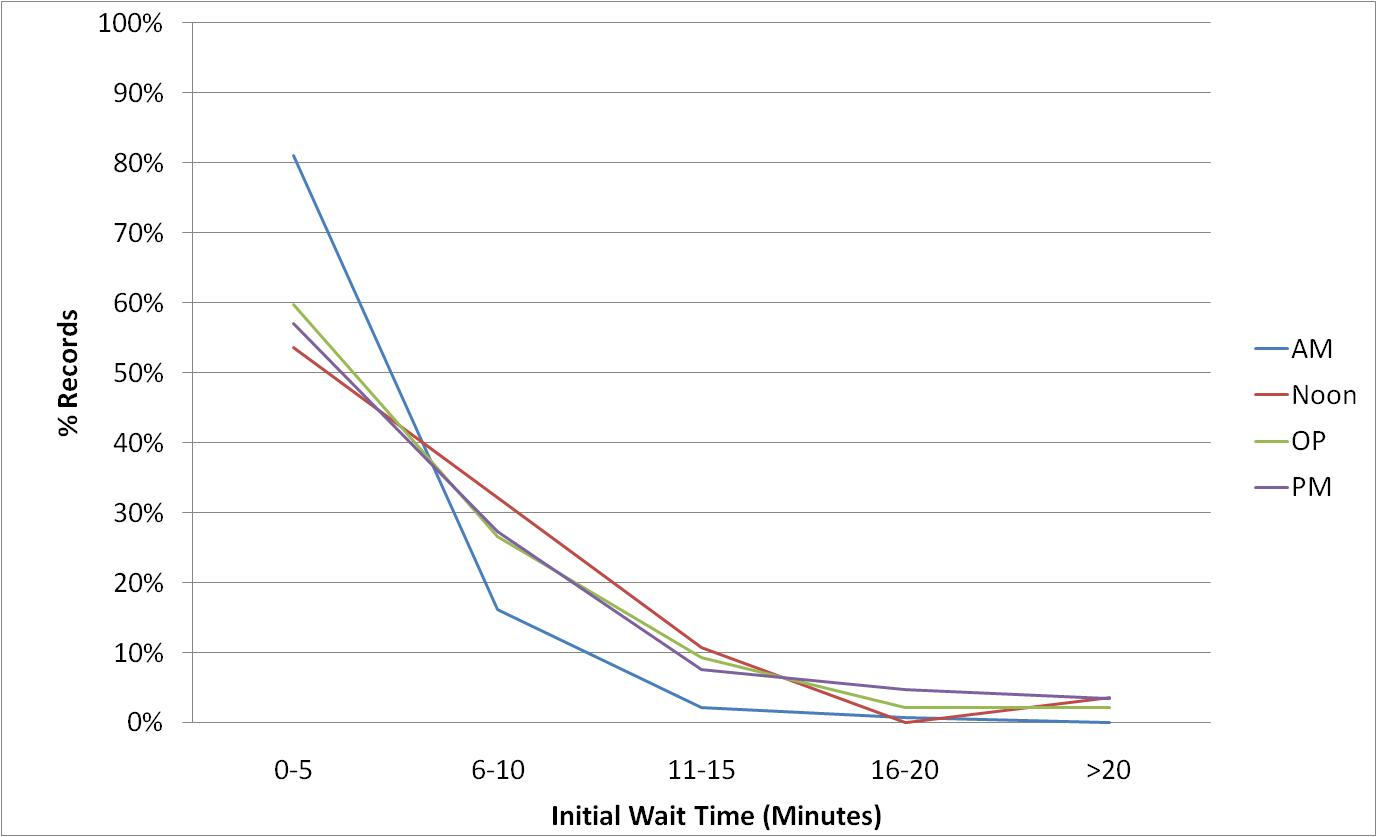 100%
90%
80%
70%
60%
50%
40%
30%
20%
10%
0%
% Records
0-5 6-10 11-15 16-20 >20
Initial Wait Time (Minutes)
AM
Noon
OP
PM